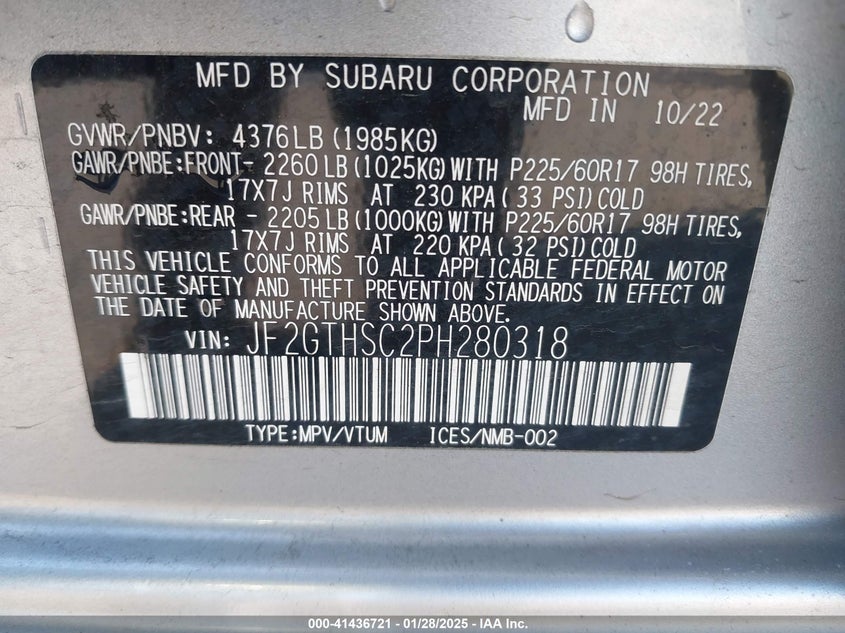 MFD BY SUBARU CORPORATION
MFD IN 10/22
GVWR/PNBV: 4376LB(1985KG)
GAWR/PNBE:FRONT- 2260LB(1025KG)WITH P225/60R17 98H TIRES,
17X7J RIMS AT 230 KPA(33 PSI)COLD
GAWR/PNBE:REAR - 2205LB(1000KG)WITH P225/60R17 98H TIRES,
17X7J RIMS AT 220 KPA(32 PSI)COLD
THIS VEHICLE CONFORMS TO ALL APPLICABLE FEDERAL MOTOR
VEHICLE SAFETY AND THEFT PREVENTION STANDARDS IN EFFECT ON
THE DATE OF MANUFACTURE SHOWN ABOVE.
VIN: JF2GTHSC2PH280318
TYPE:MPV/VTUM ICES/NMB-002
000-41436721 - 01/28/2025 - IAA Inc.